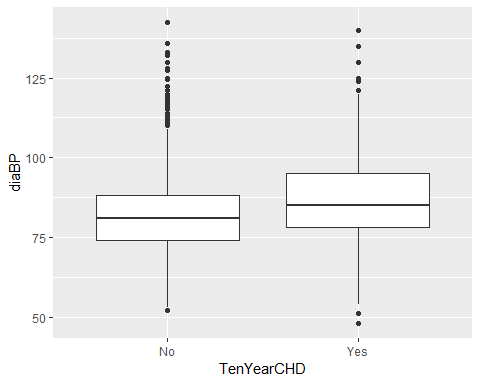 diaBP
125
100
75
50
No
Yes
TenYearCHD